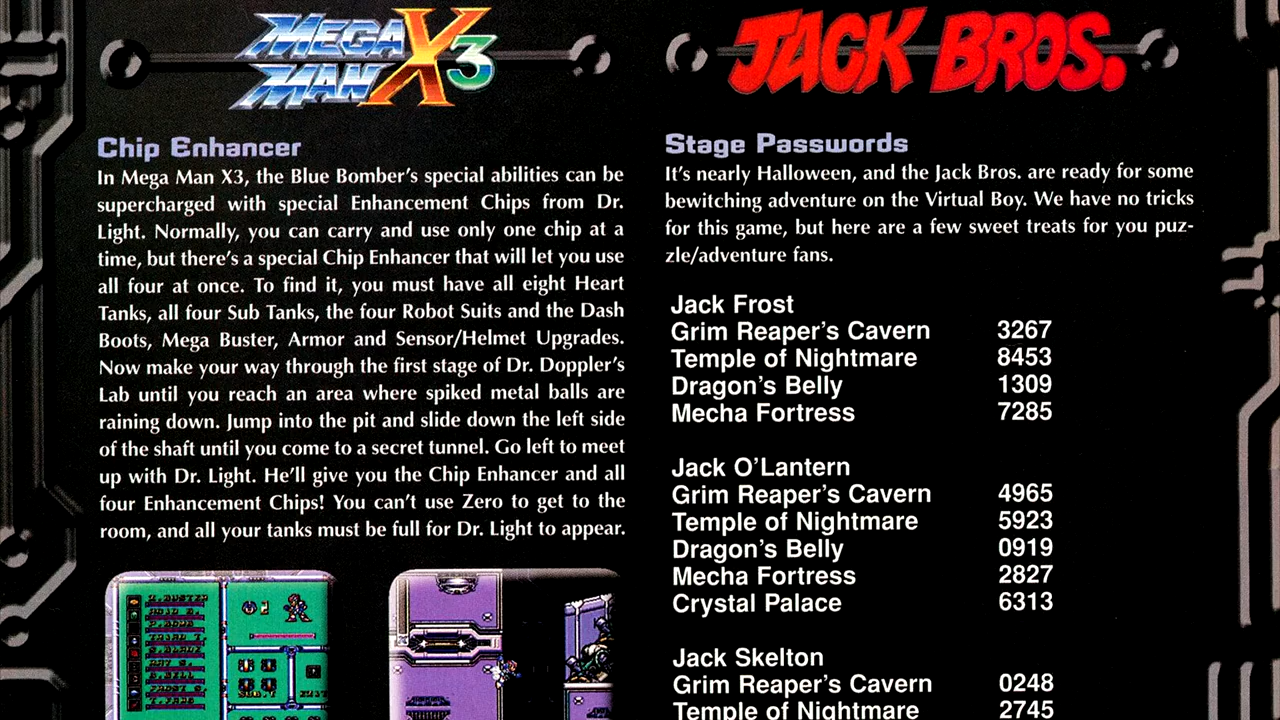 MEGA
MAN X3
Chip Enhancer
In Mega Man X3, the Blue Bomber's special abilities can be
supercharged with special Enhancement Chips from Dr.
Light. Normally, you can carry and use only one chip at a
time, but there's a special Chip Enhancer that will let you use
all four at once. To find it, you must have all eight Heart
Tanks, all four Sub Tanks, the four Robot Suits and the Dash
Boots, Mega Buster, Armor and Sensor/Helmet Upgrades.
Now make your way through the first stage of Dr. Doppler's
Lab until you reach an area where spiked metal balls are
raining down. Jump into the pit and slide down the left side
of the shaft until you come to a secret tunnel. Go left to meet
up with Dr. Light. He'll give you the Chip Enhancer and all
four Enhancement Chips! You can't use Zero to get to the
room, and all your tanks must be full for Dr. Light to appear.
JACK BROS.
Stage Passwords
It's nearly Halloween, and the Jack Bros. are ready for some
bewitching adventure on the Virtual Boy. We have no tricks
for this game, but here are a few sweet treats for you puz-
zle/adventure fans.
Jack Frost
Grim Reaper's Cavern 3267
Temple of Nightmare 8453
Dragon's Belly 1309
Mecha Fortress 7285
Jack O'Lantern
Grim Reaper's Cavern 4965
Temple of Nightmare 5923
Dragon's Belly 0919
Mecha Fortress 2827
Crystal Palace 6313
Jack Skelton
Grim Reaper's Cavern 0248
Temple of Nightmare 2745